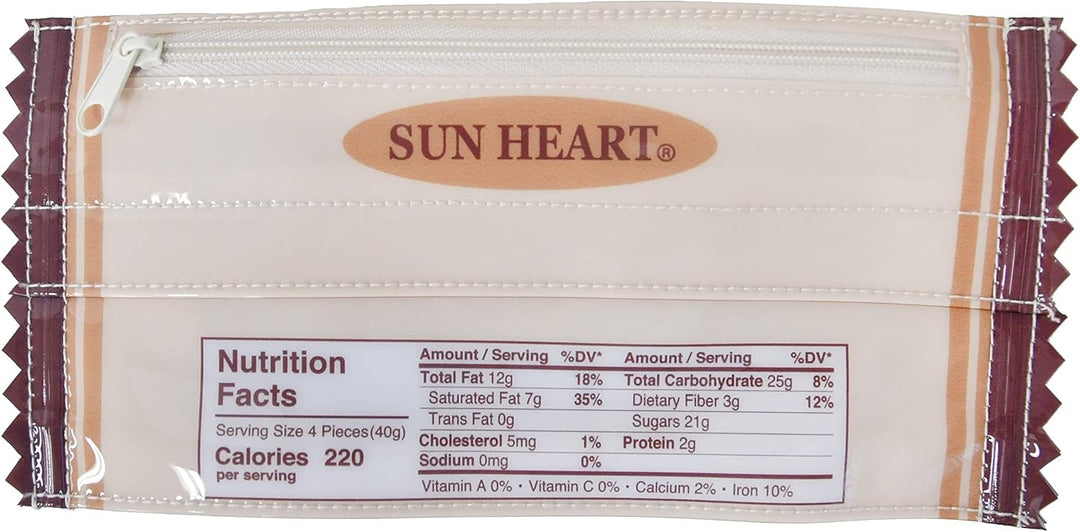 SUN HEART®
Nutrition
Facts
Serving Size 4 Pieces(40g)
Calories 220
per serving
Amount / Serving %DV* Amount / Serving %DV*
Total Fat 12g 18% Total Carbohydrate 25g 8%
Saturated Fat 7g 35% Dietary Fiber 3g 12%
Trans Fat 0g Sugars 21g
Cholesterol 5mg 1% Protein 2g
Sodium 0mg 0%
Vitamin A 0% · Vitamin C 0% · Calcium 2% · Iron 10%